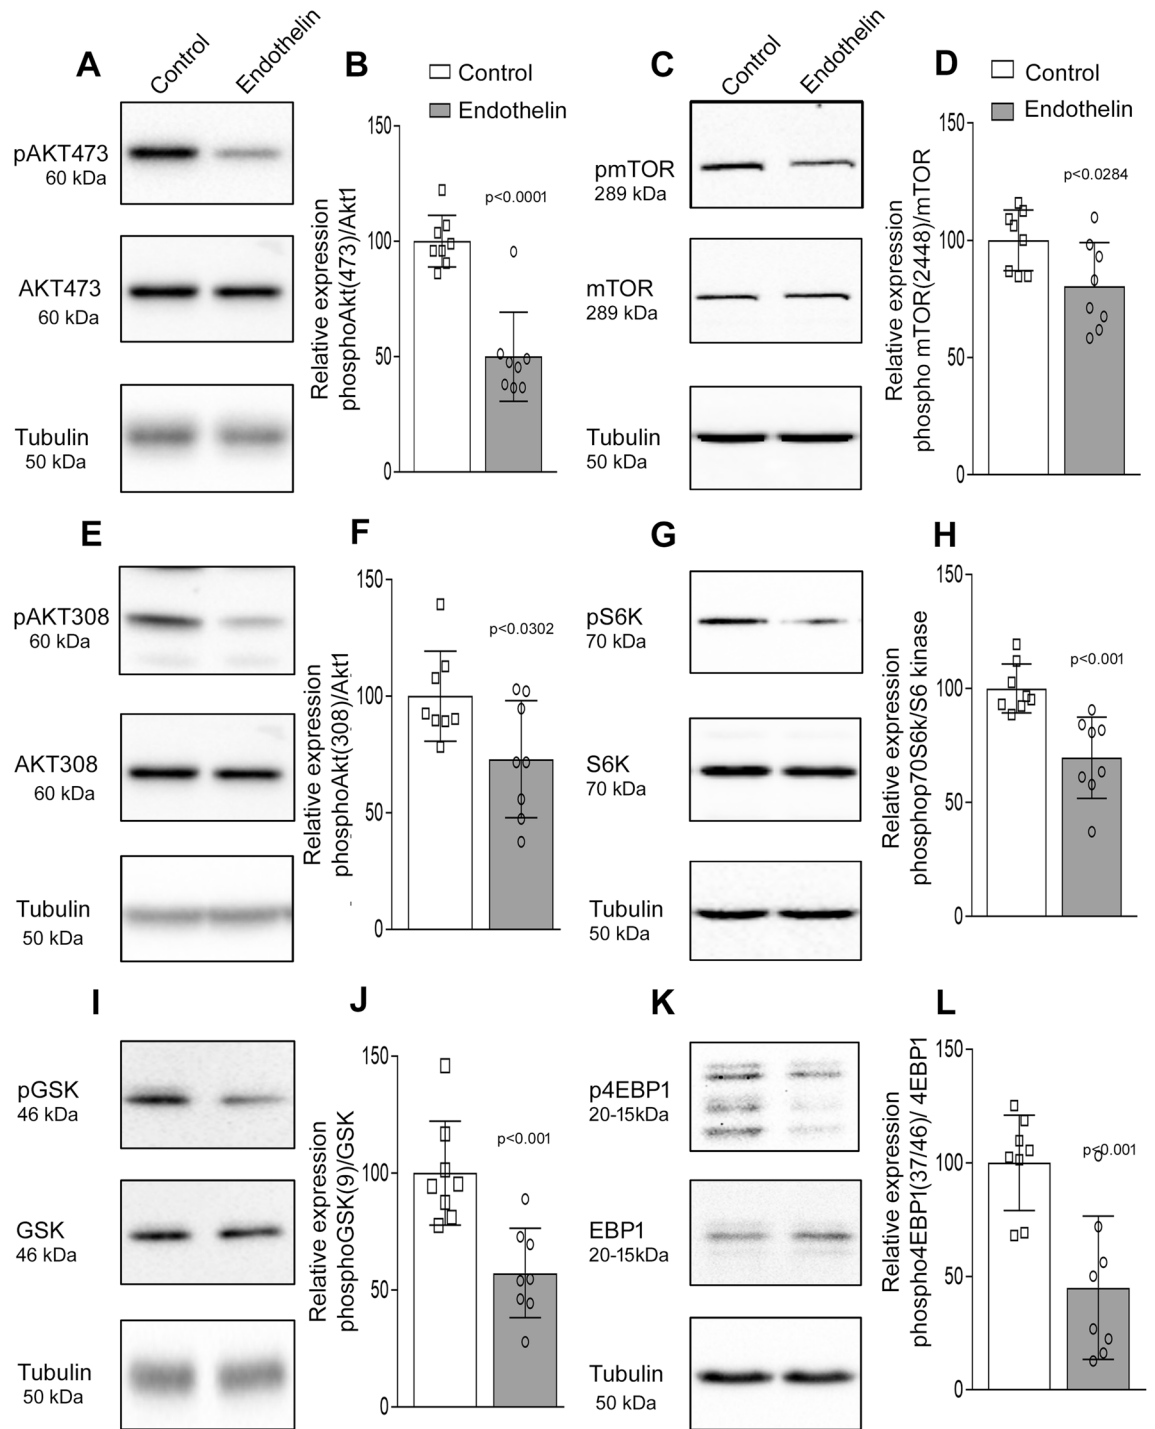 A
Control
Endothelin
pAKT473
60 kDa
AKT473
60 kDa
Tubulin
50 kDa
B
Control
Endothelin
Relative expression
phosphoAkt(473)/Akt1
150
100
50
0
p<0.0001
C
Control
Endothelin
pmTOR
289 kDa
mTOR
289 kDa
Tubulin
50 kDa
D
Control
Endothelin
Relative expression
phospho mTOR(2448)/mTOR
150
100
50
0
p<0.0284
E
pAKT308
60 kDa
AKT308
60 kDa
Tubulin
50 kDa
F
Relative expression
phosphoAkt(308)/Akt1
150
100
50
0
p<0.0302
G
pS6K
70 kDa
S6K
70 kDa
Tubulin
50 kDa
H
Relative expression
phosphop70S6k/S6 kinase
150
100
50
0
p<0.001
I
pGSK
46 kDa
GSK
46 kDa
Tubulin
50 kDa
J
Relative expression
phosphoGSK(9)/GSK
150
100
50
0
p<0.001
K
p4EBP1
20-15kDa
EBP1
20-15kDa
Tubulin
50 kDa
L
Relative expression
phospho4EBP1(37/46)/ 4EBP1
150
100
50
0
p<0.001